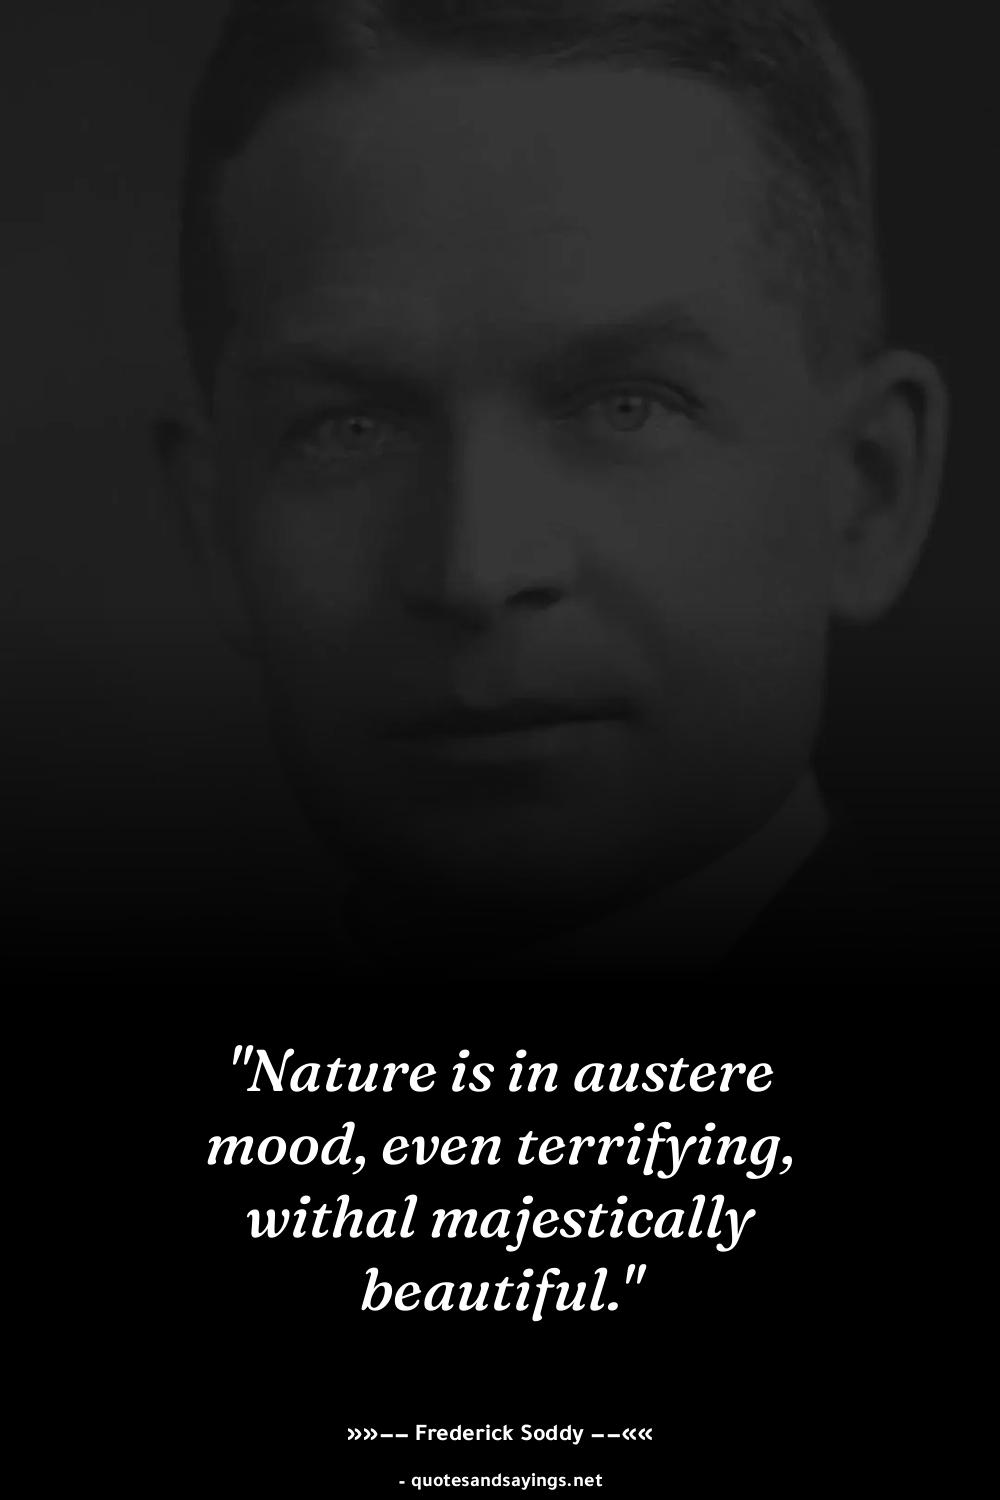 "Nature is in austere
mood, even terrifying,
withal majestically
beautiful."
»»–– Frederick Soddy ––««
- quotesandsayings.net